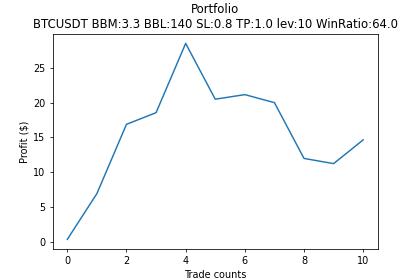 Portfolio
BTCUSDT BBM:3.3 BBL:140 SL:0.8 TP:1.0 lev:10 WinRatio:64.0
25
20
15
10
5
0
Profit ($)
0 2 4 6 8 10
Trade counts